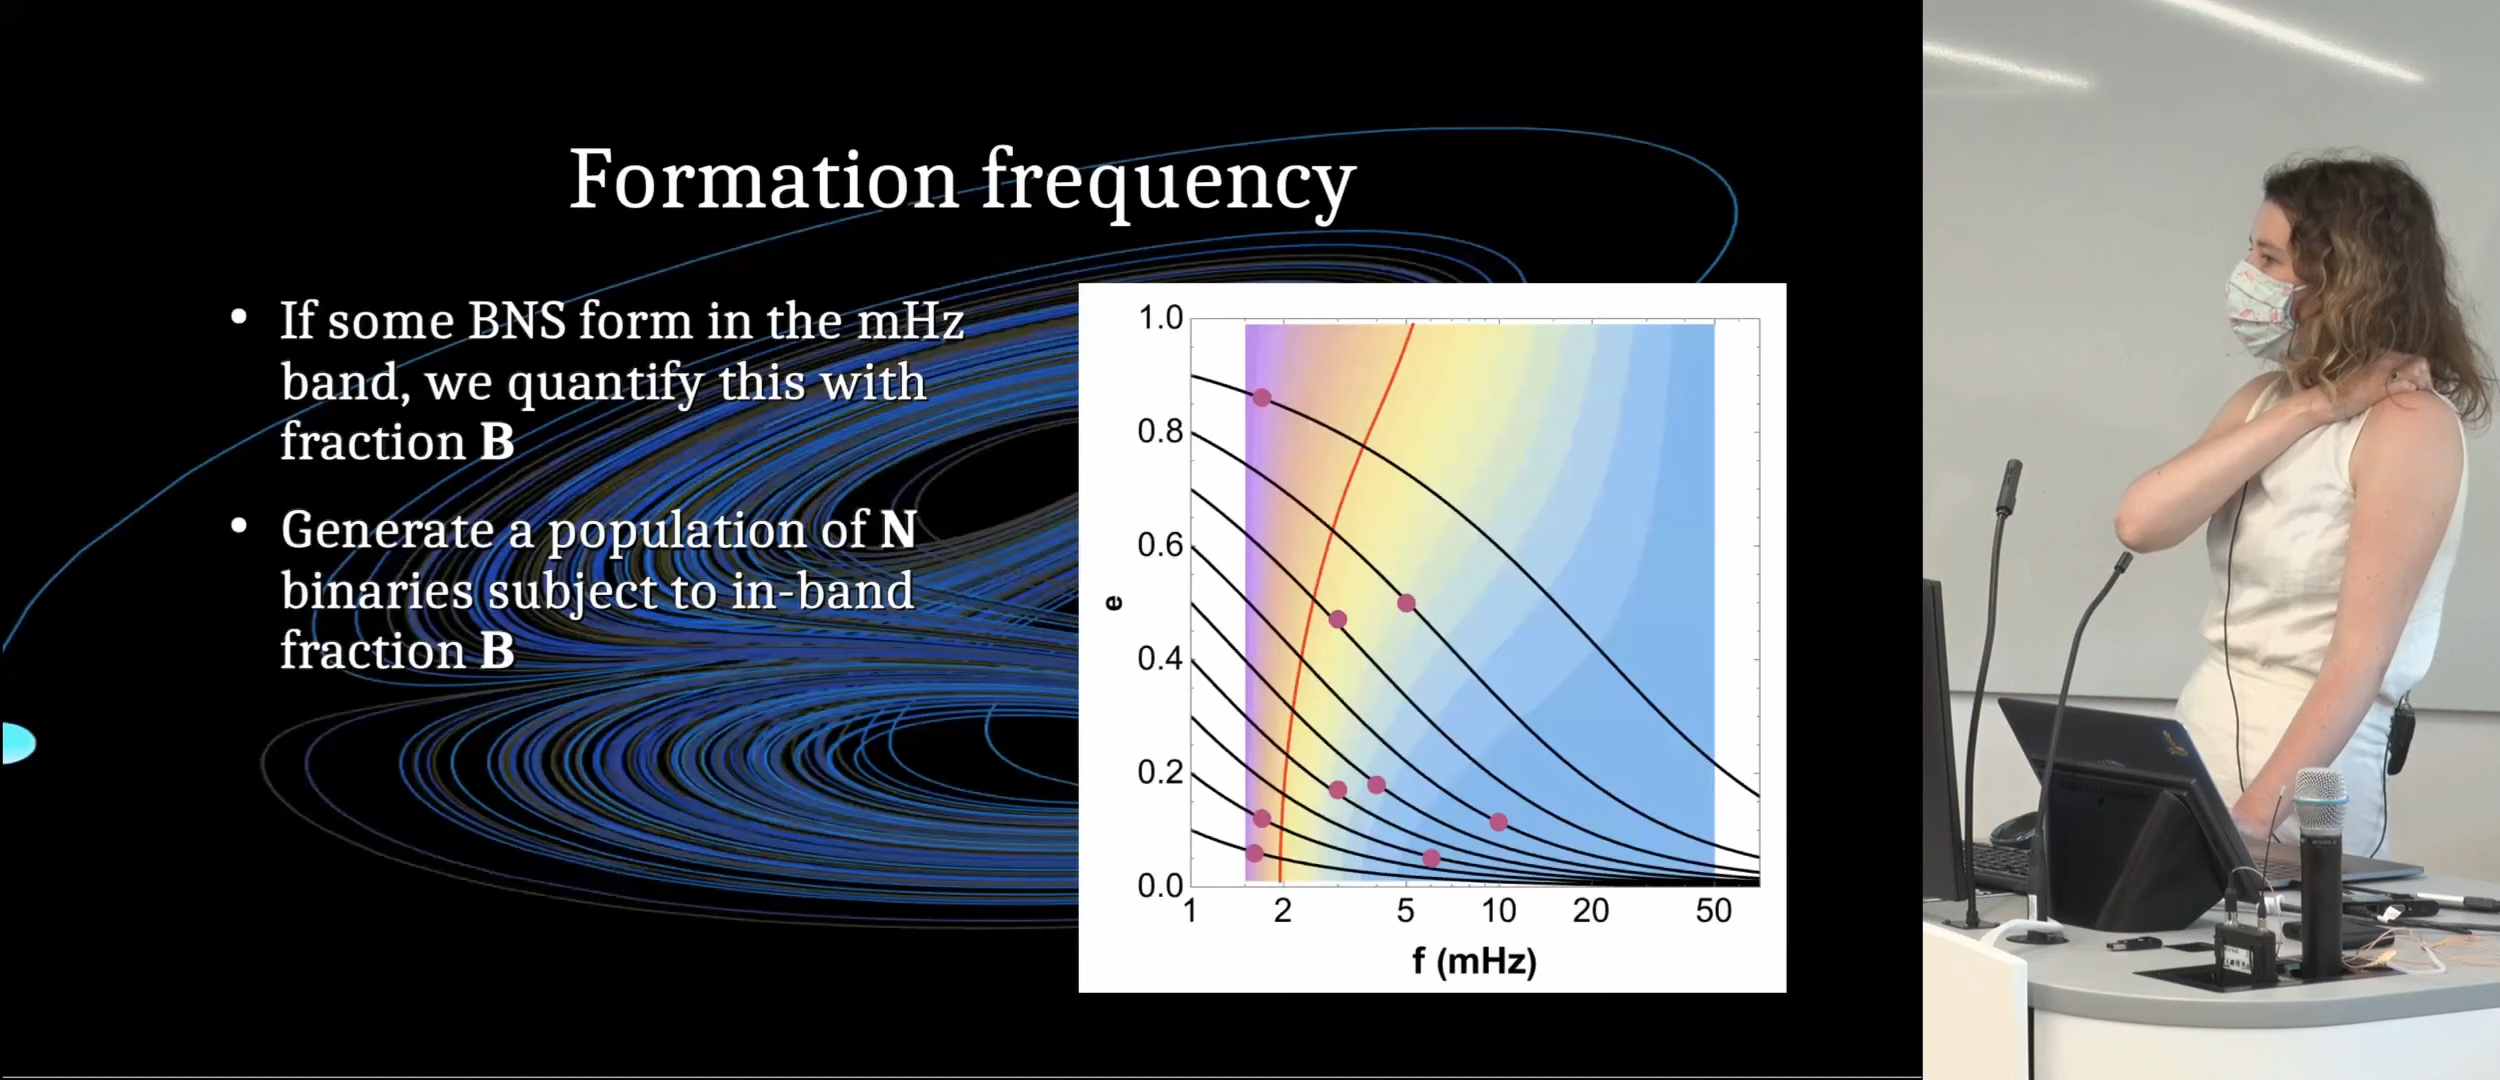 Formation frequency
• If some BNS form in the mHz
band, we quantify this with
fraction B
• Generate a population of N
binaries subject to in-band
fraction B
1.0
0.8
0.6
0.4
0.2
0.0
e
1 2 5 10 20 50
f (mHz)